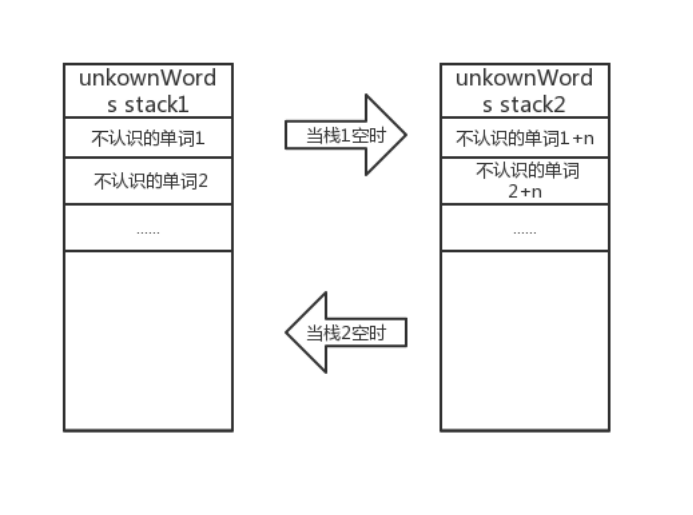 unkownWord
s stack1
不认识的单词1
不认识的单词2
......
当栈1空时
当栈2空时
unkownWord
s stack2
不认识的单词1+n
不认识的单词
2+n
......